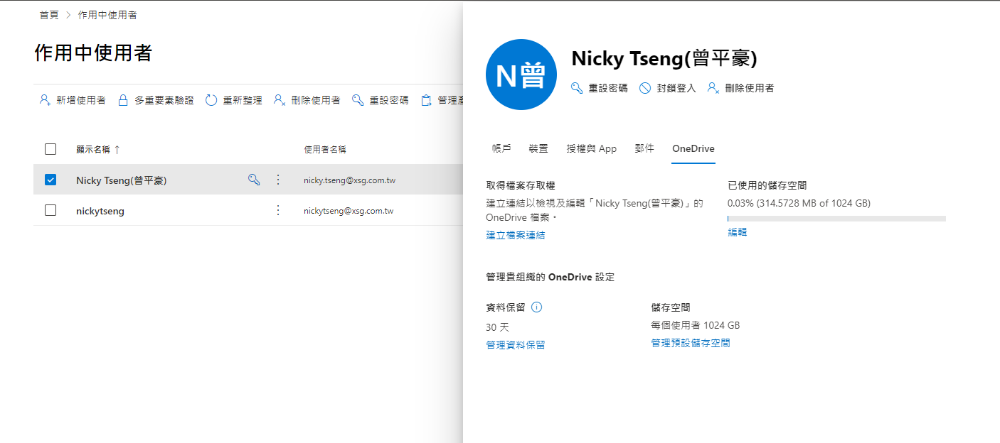 首頁 > 作用中使用者
作用中使用者
新增使用者 多重要素驗證 重新整理 刪除使用者 重設密碼 管理產
顯示名稱 ↑ 使用者名稱
Nicky Tseng(曾平豪) nicky.tseng@xsg.com.tw
nickytseng nickytseng@xsg.com.tw
N曾
Nicky Tseng(曾平豪)
重設密碼 封鎖登入 刪除使用者
帳戶 裝置 授權與 App 郵件 OneDrive
取得檔案存取權
建立連結以檢視及編輯「Nicky Tseng(曾平豪)」的
OneDrive 檔案。
建立檔案連結
已使用的儲存空間
0.03% (314.5728 MB of 1024 GB)
編輯
管理貴組織的 OneDrive 設定
資料保留
30 天
管理資料保留
儲存空間
每個使用者 1024 GB
管理預設儲存空間